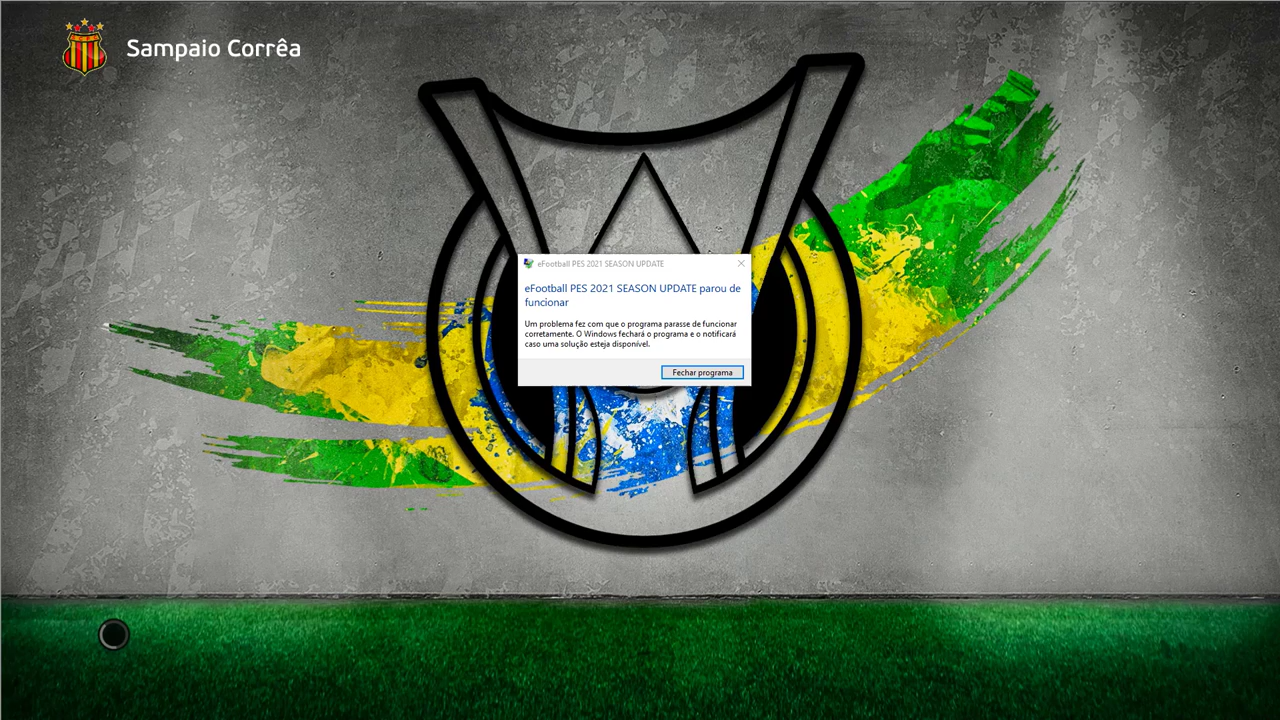 Sampaio Corrêa
eFootball PES 2021 SEASON UPDATE
eFootball PES 2021 SEASON UPDATE parou de
funcionar
Um problema fez com que o programa parasse de funcionar
corretamente. O Windows fechará o programa e o notificará
caso uma solução esteja disponível.
Fechar programa